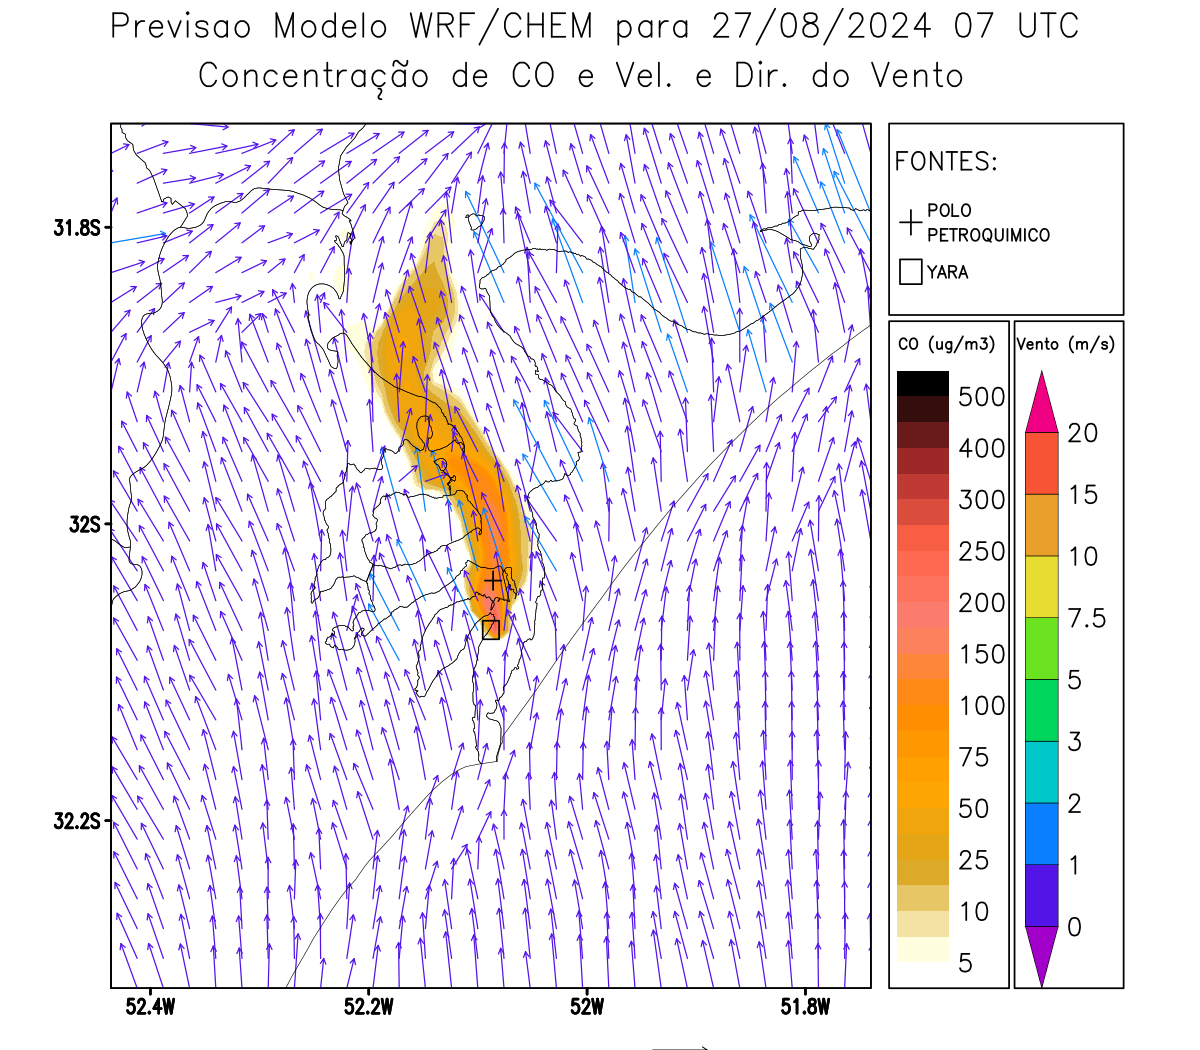 Previsao Modelo WRF/CHEM para 27/08/2024 07 UTC
Concentração de CO e Vel. e Dir. do Vento
FONTES:
POLO
PETROQUIMICO
YARA
CO (ug/m3)
500
400
300
250
200
150
100
75
50
25
10
5
Vento (m/s)
20
15
10
7.5
5
3
2
1
0
31.8S
32S
32.2S
52.4W
52.2W
52W
51.8W